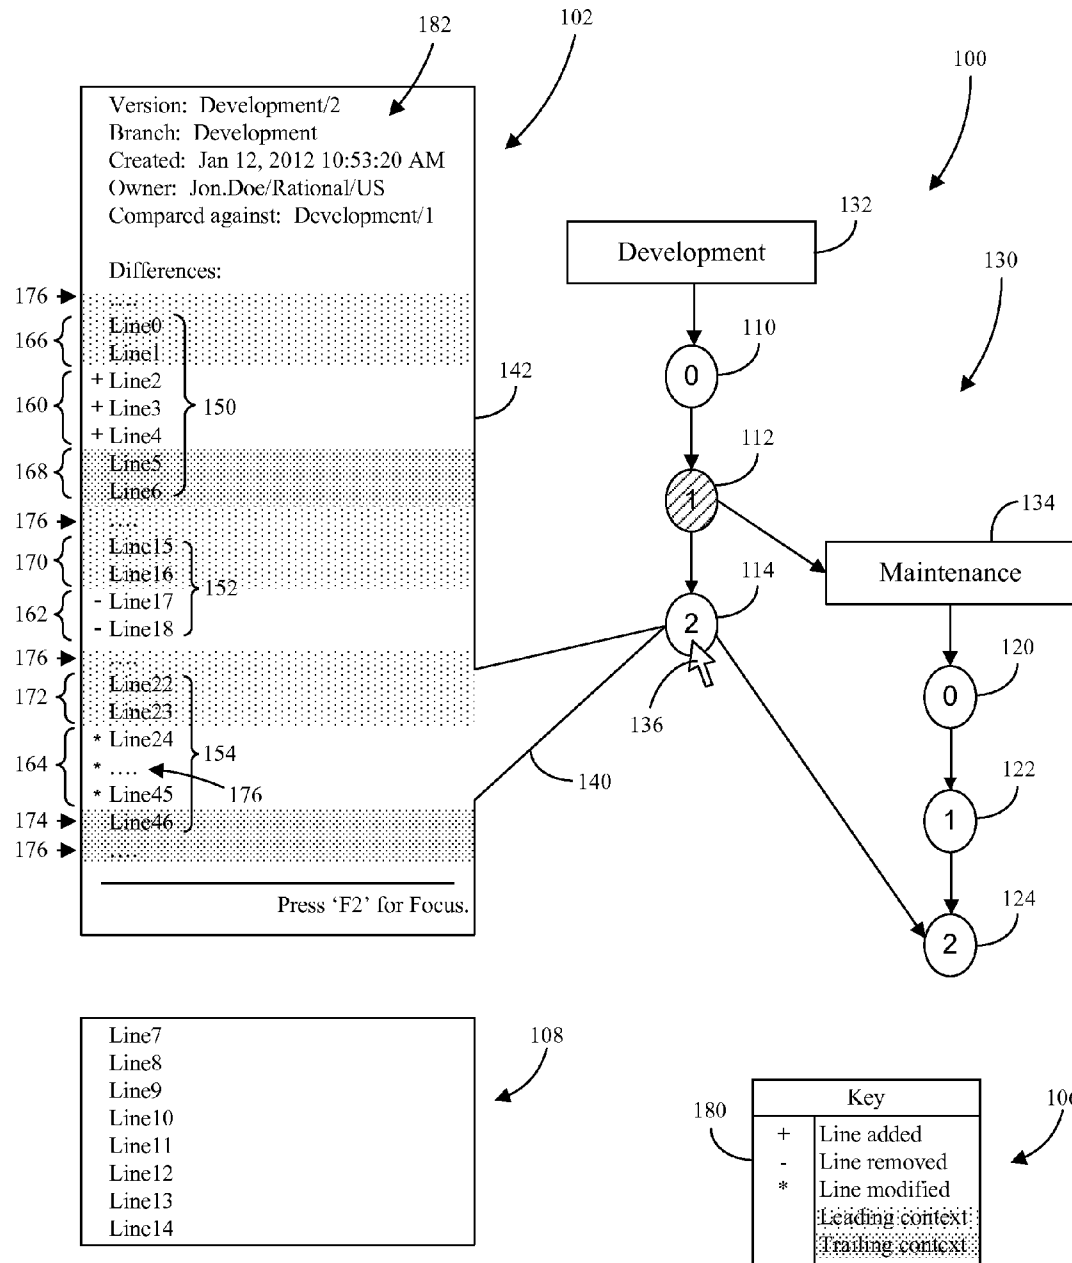 182
102
100
Version: Development/2
Branch: Development
Created: Jan 12, 2012 10:53:20 AM
Owner: Jon.Doe/Rational/US
Compared against: Development/1
Differences:
176
....
166
Line0
Line1
160
+ Line2
+ Line3
+ Line4
150
168
Line5
Line6
176
....
170
Line15
Line16
152
162
- Line17
- Line18
176
....
172
Line22
Line23
154
164
* Line24
* ....
176
* Line45
174
Line46
176
....
Press 'F2' for Focus.
142
140
132
Development
130
110
0
112
1
134
Maintenance
114
2
136
120
0
122
1
124
2
Line7
Line8
Line9
Line10
Line11
Line12
Line13
Line14
108
180
106
Key
+ Line added
- Line removed
* Line modified
Leading context
Trailing context